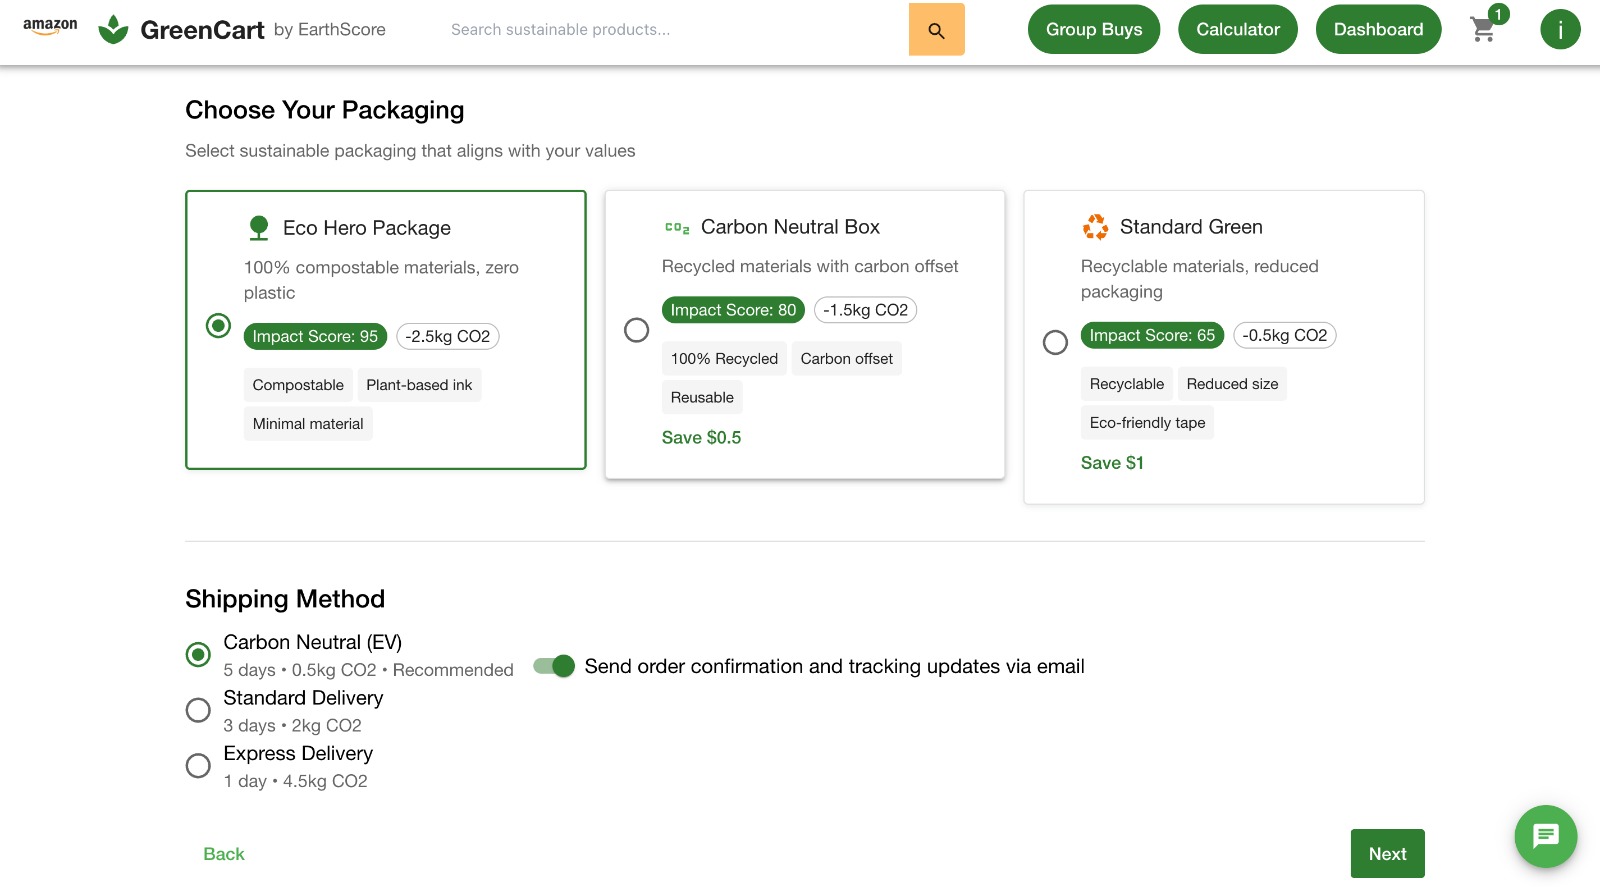 amazon
GreenCart by EarthScore
Search sustainable products...
Group Buys
Calculator
Dashboard
1
i
Choose Your Packaging
Select sustainable packaging that aligns with your values
Eco Hero Package
100% compostable materials, zero
plastic
Impact Score: 95
-2.5kg CO2
Compostable
Plant-based ink
Minimal material
CO2 Carbon Neutral Box
Recycled materials with carbon offset
Impact Score: 80
-1.5kg CO2
100% Recycled
Carbon offset
Reusable
Save $0.5
Standard Green
Recyclable materials, reduced
packaging
Impact Score: 65
-0.5kg CO2
Recyclable
Reduced size
Eco-friendly tape
Save $1
Shipping Method
Carbon Neutral (EV)
5 days • 0.5kg CO2 • Recommended
Send order confirmation and tracking updates via email
Standard Delivery
3 days • 2kg CO2
Express Delivery
1 day • 4.5kg CO2
Back
Next